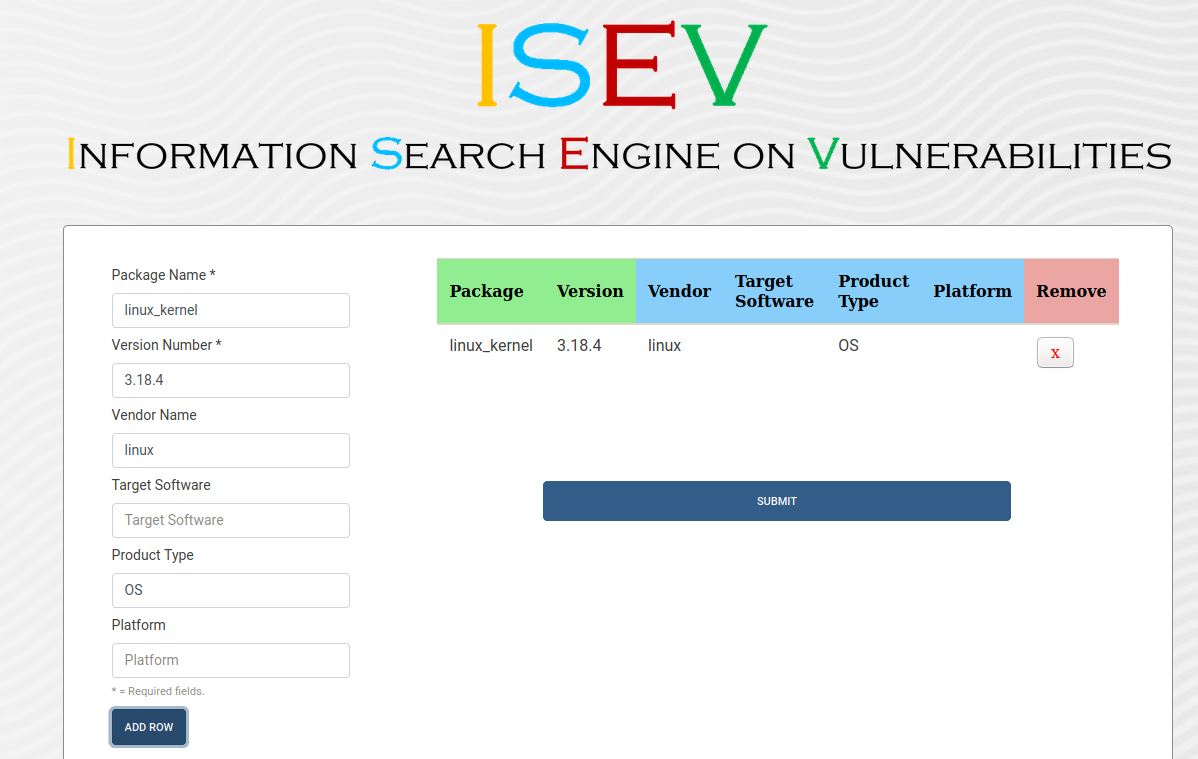 ISEV
INFORMATION SEARCH ENGINE ON VULNERABILITIES
Package Name *
linux_kernel
Version Number *
3.18.4
Vendor Name
linux
Target Software
Target Software
Product Type
OS
Platform
Platform
* = Required fields.
ADD ROW
Package Version Vendor Target Software Product Type Platform Remove
linux_kernel 3.18.4 linux OS x
SUBMIT